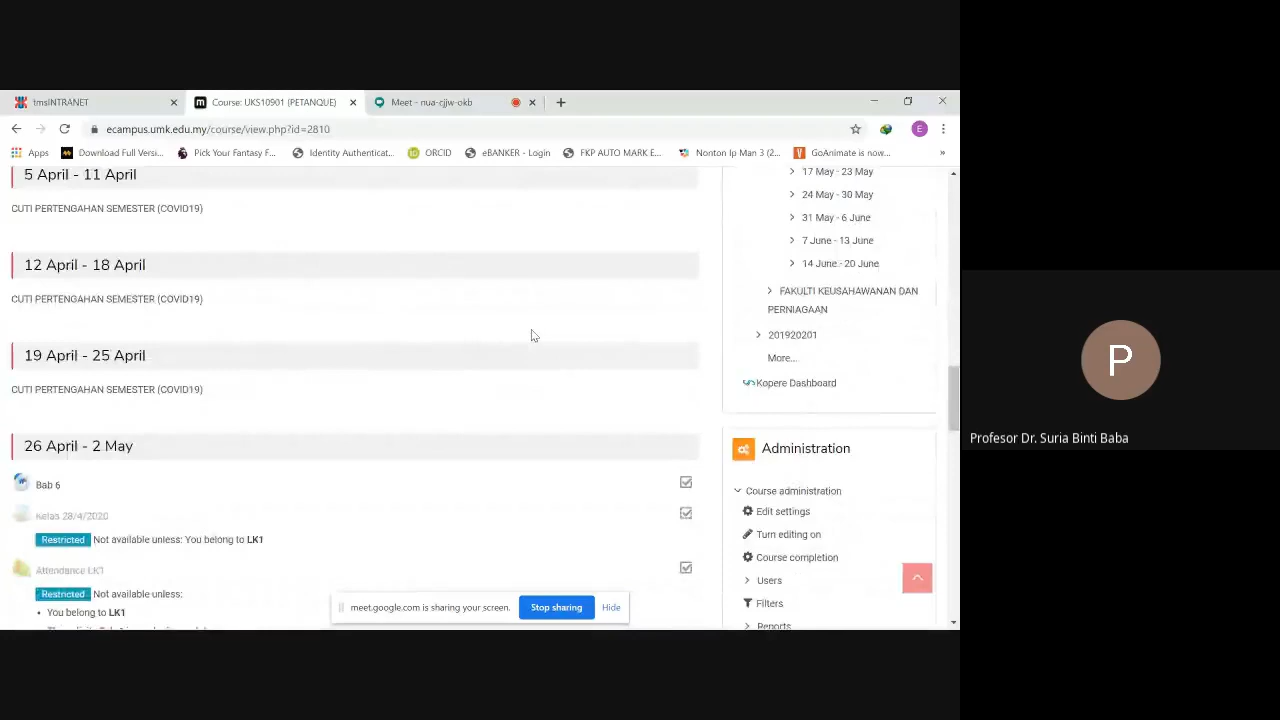 1msINTRANET
Course: UKS10901 (PETANQUE)
Meet - nua-cjjw-okb
ecampus.umk.edu.my/course/view.php?id=2810
E
Apps
Download Full Versi...
Pick Your Fantasy F...
Identity Authenticat...
ORCID
eBANKER - Login
FKP AUTO MARK E...
Nonton Ip Man 3 (2...
GoAnimate is now...
»
5 April - 11 April
CUTI PERTENGAHAN SEMESTER (COVID19)
12 April - 18 April
CUTI PERTENGAHAN SEMESTER (COVID19)
19 April - 25 April
CUTI PERTENGAHAN SEMESTER (COVID19)
26 April - 2 May
Bab 6
Kelas 28/4/2020
Restricted Not available unless: You belong to LK1
Attendance LK1
Restricted Not available unless:
• You belong to LK1
17 May - 23 May
24 May - 30 May
31 May - 6 June
7 June - 13 June
14 June - 20 June
FAKULTI KEUSAHAWANAN DAN
PERNIAGAAN
201920201
More...
Kopere Dashboard
Administration
Course administration
Edit settings
Turn editing on
Course completion
Users
Filters
Reports
meet.google.com is sharing your screen.
Stop sharing
Hide
P
Profesor Dr. Suria Binti Baba